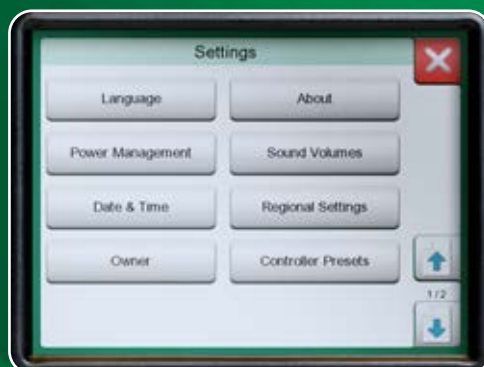 Settings
Language
About
Power Management
Sound Volumes
Date & Time
Regional Settings
Owner
Controller Presets
1/2